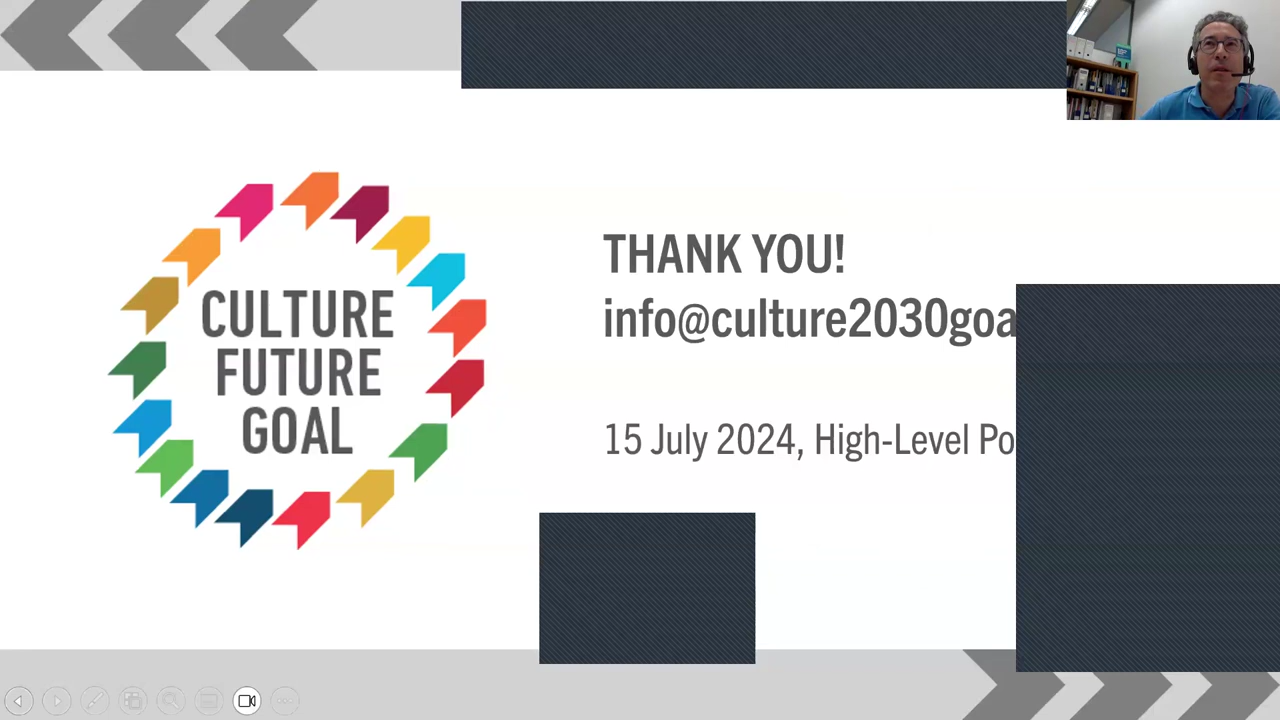 CULTURE
FUTURE
GOAL
THANK YOU!
info@culture2030goa
15 July 2024, High-Level Po